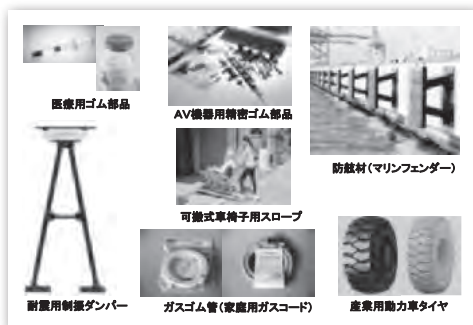 医療用ゴム部品
AV機器用精密ゴム部品
防舷材（マリンフェンダー）
可搬式車椅子用スロープ
耐震用制振ダンパー
ガスゴム管（家庭用ガスコード）
産業用動力車タイヤ